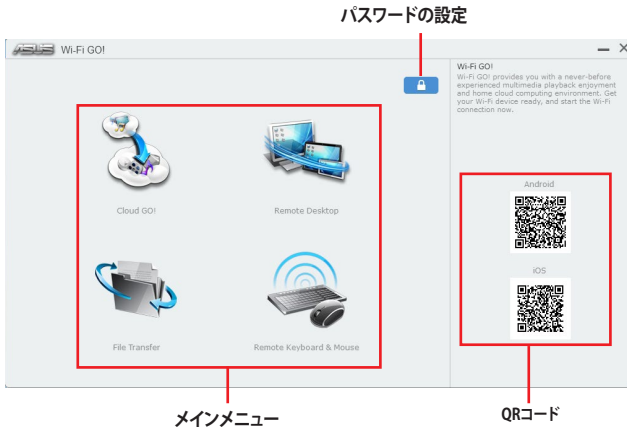 パスワードの設定
ASUS Wi-Fi GO!
Wi-Fi GO!
Wi-Fi GO! provides you with a never-before
experienced multimedia playback enjoyment
and home cloud computing environment. Get
your Wi-Fi device ready, and start the Wi-Fi
connection now.
Cloud GO!
Remote Desktop
File Transfer
Remote Keyboard & Mouse
Android
iOS
メインメニュー
QRコード